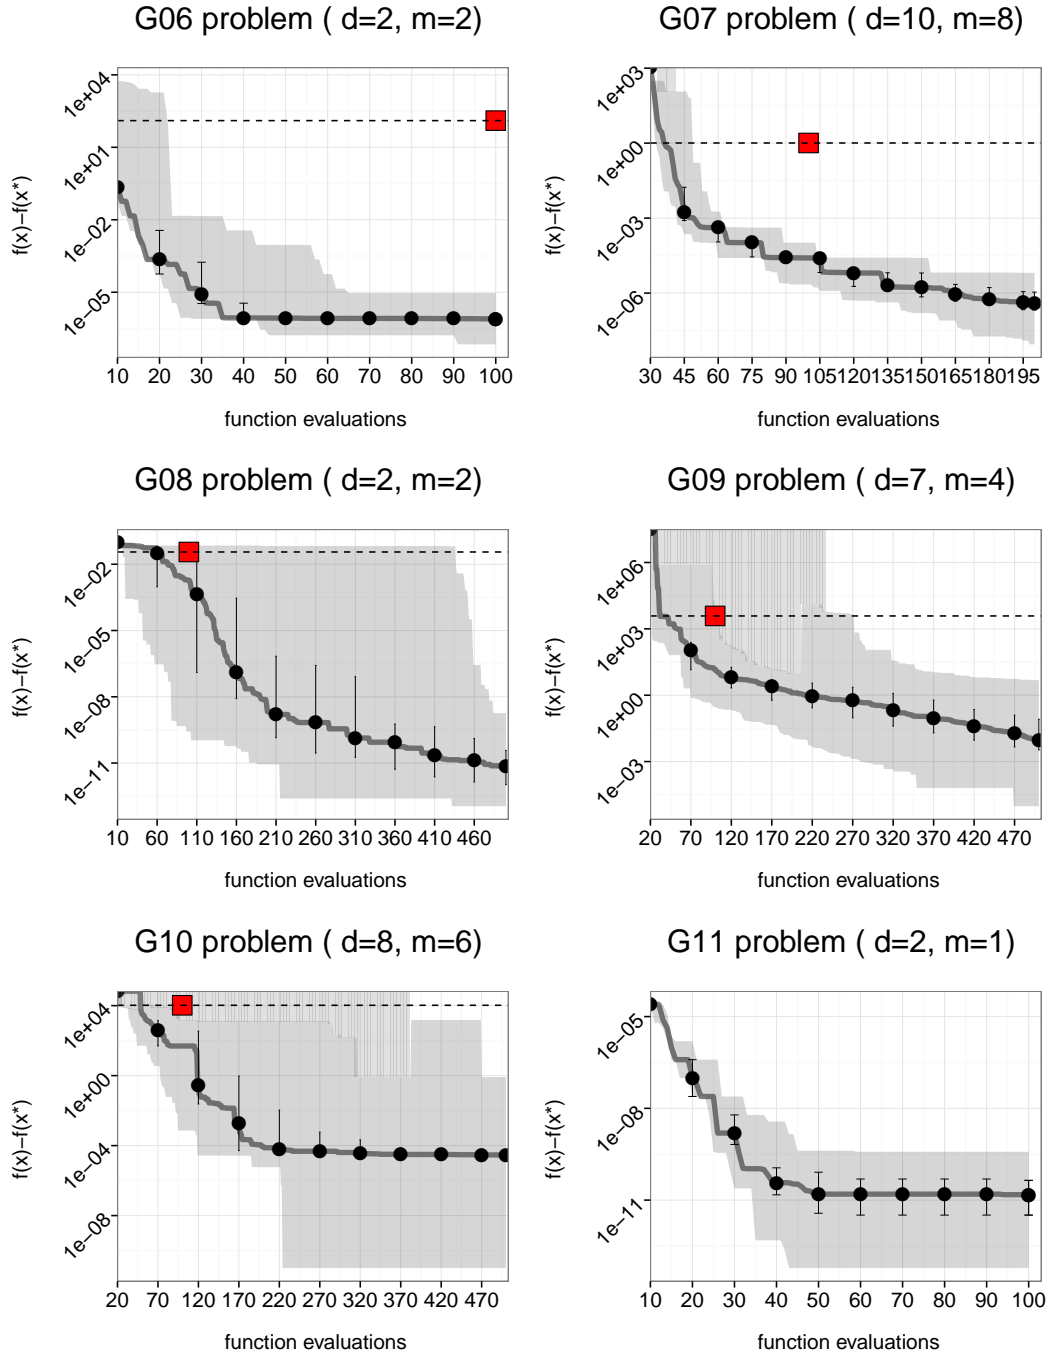 G06 problem ( d=2, m=2)
f(x)−f(x*)
1e+04
1e+01
1e−02
1e−05
10 20 30 40 50 60 70 80 90 100
function evaluations
G07 problem ( d=10, m=8)
f(x)−f(x*)
1e+03
1e+00
1e−03
1e−06
30 45 60 75 90 105 120 135 150 165 180 195
function evaluations
G08 problem ( d=2, m=2)
f(x)−f(x*)
1e−02
1e−05
1e−08
1e−11
10 60 110 160 210 260 310 360 410 460
function evaluations
G09 problem ( d=7, m=4)
f(x)−f(x*)
1e+06
1e+03
1e+00
1e−03
20 70 120 170 220 270 320 370 420 470
function evaluations
G10 problem ( d=8, m=6)
f(x)−f(x*)
1e+04
1e+00
1e−04
1e−08
20 70 120 170 220 270 320 370 420 470
function evaluations
G11 problem ( d=2, m=1)
f(x)−f(x*)
1e−05
1e−08
1e−11
10 20 30 40 50 60 70 80 90 100
function evaluations